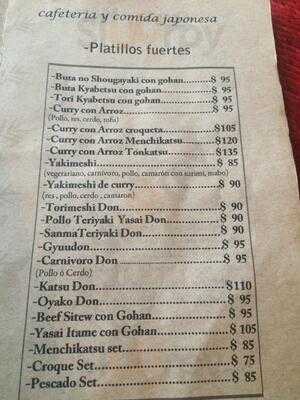 cafeteria y comida japonesa
-Platillos fuertes
-Buta no Shougayaki con gohan......$ 95
-Buta Kyabetsu con gohan............$ 90
-Tori Kyabetsu con gohan............$ 90
-Curry con Arroz.......................$ 95
(Pollo, res, cerdo, tofu)
-Curry con Arroz croqueta..........$105
-Curry con Arroz Menchikatsu.....$120
-Curry con Arroz Tonkatsu..........$135
-Yakimeshi..............................$ 85
(vegetariano, carnivoro, pollo, camarón con surimi, mabo)
-Yakimeshi de curry...................$ 90
(res, pollo, cerdo, camaron)
-Torimeshi Don........................$ 90
-Pollo Teriyaki Yasai Don...........$ 90
-SanmaTeriyaki Don..................$ 90
-Gyuudon...............................$ 95
-Carnivoro Don........................$ 95
(Pollo ó Cerdo)
-Katsu Don.............................$110
-Oyako Don............................$ 95
-Beef Sitew con Gohan..............$ 95
-Yasai Itame con Gohan.............$ 105
-Menchikatsu set......................$ 85
-Croque Set............................$ 75
-Pescado Set...........................$ 85